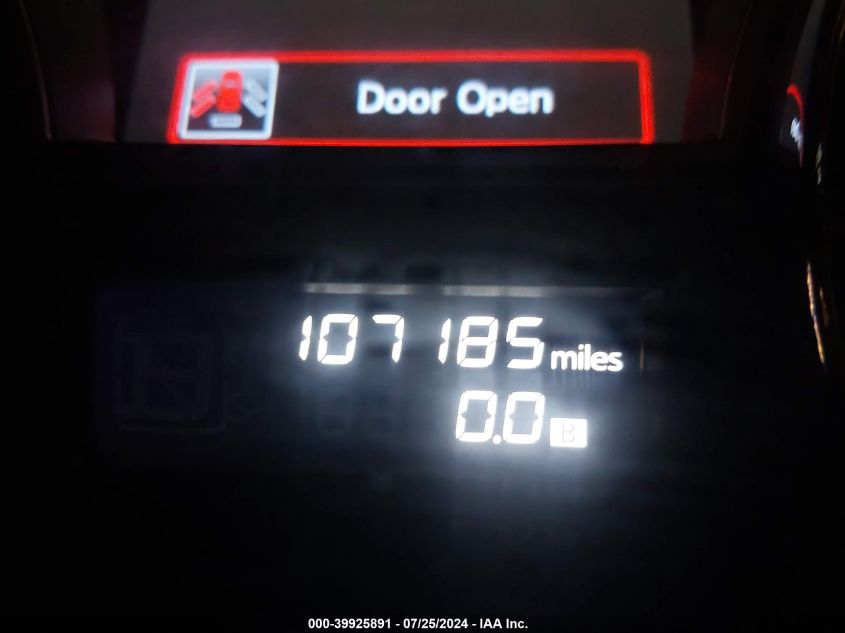 Door Open
107185 miles
0.0 B
000-39925891 - 07/25/2024 - IAA Inc.